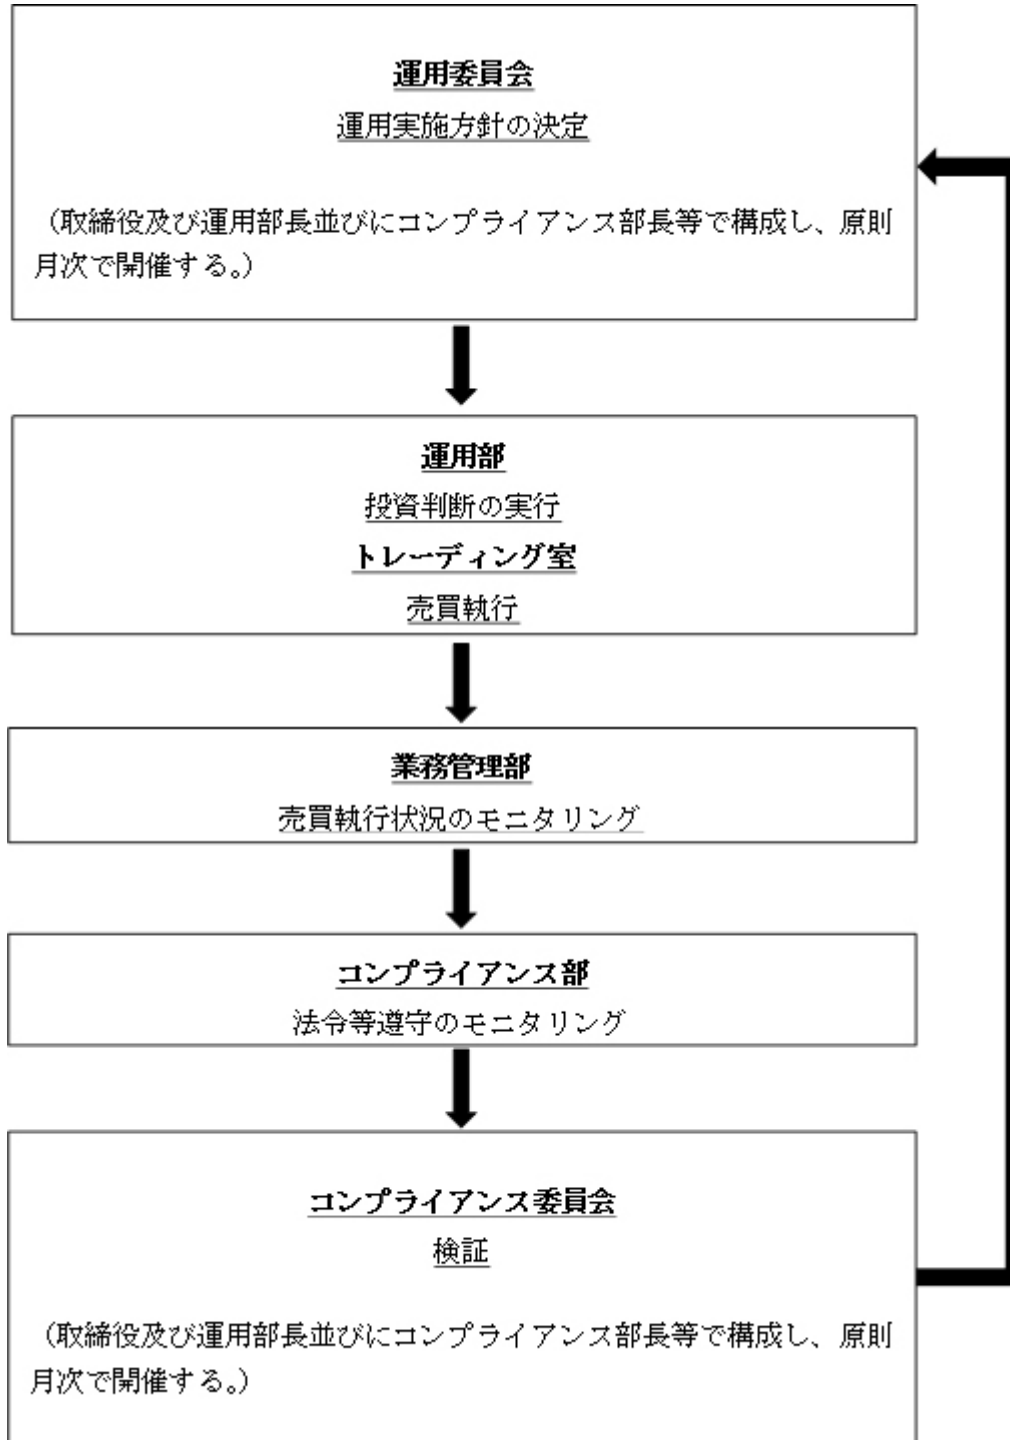 運用委員会
運用実施方針の決定
（取締役及び運用部長並びにコンプライアンス部長等で構成し、原則
月次で開催する。）
運用部
投資判断の実行
トレーディング室
売買執行
業務管理部
売買執行状況のモニタリング
コンプライアンス部
法令等遵守のモニタリング
コンプライアンス委員会
検証
（取締役及び運用部長並びにコンプライアンス部長等で構成し、原則
月次で開催する。）